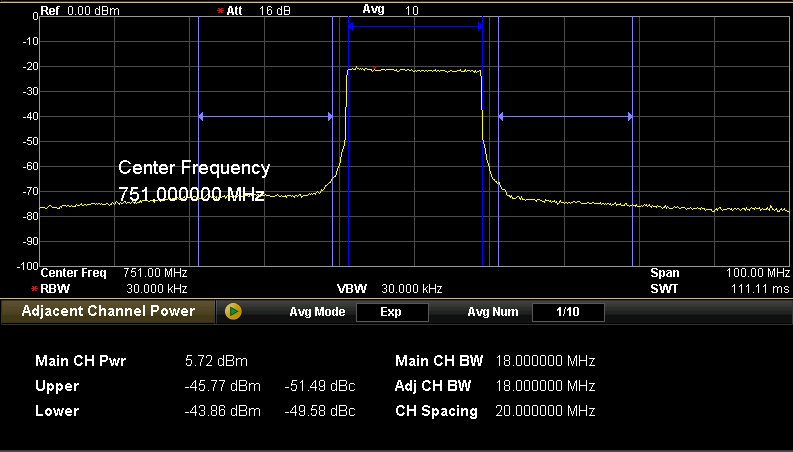 Ref 0.00 dBm * Att 16 dB Avg 10
0
-10
-20
-30
-40
-50
-60
-70
-80
-90
-100
Center Frequency
751.000000 MHz
Center Freq 751.00 MHz Span 100.00 MHz
* RBW 30.000 kHz VBW 30.000 kHz SWT 111.11 ms
Adjacent Channel Power Avg Mode Exp Avg Num 1/10
Main CH Pwr 5.72 dBm Main CH BW 18.000000 MHz
Upper -45.77 dBm -51.49 dBc Adj CH BW 18.000000 MHz
Lower -43.86 dBm -49.58 dBc CH Spacing 20.000000 MHz